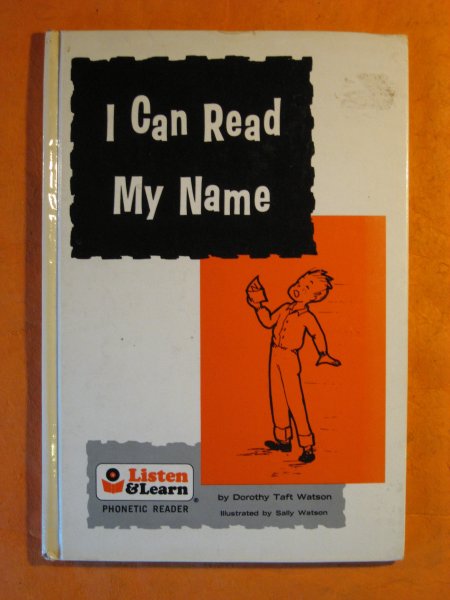 I Can Read
My Name
Listen
& Learn
®
PHONETIC READER
by Dorothy Taft Watson
Illustrated by Sally Watson